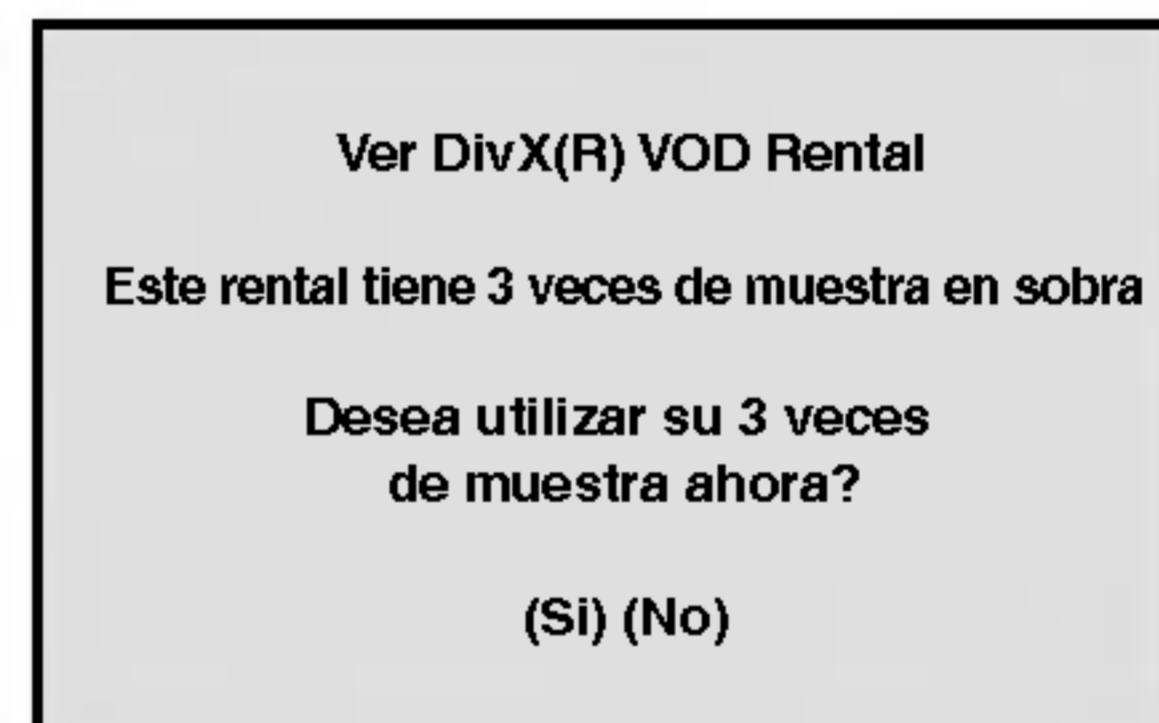 Ver DivX(R) VOD Rental
Este rental tiene 3 veces de muestra en sobra
Desea utilizar su 3 veces
de muestra ahora?
(Si) (No)